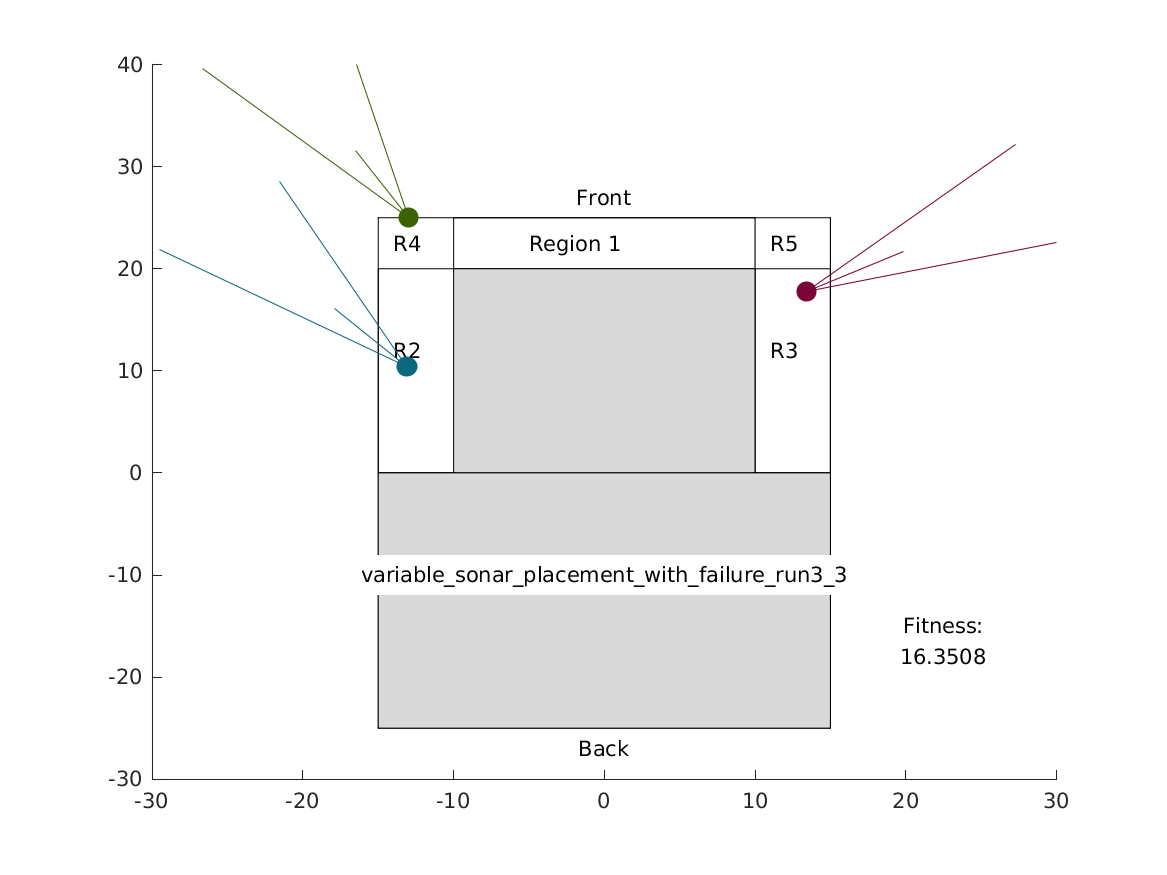 40
30
Front
R4 Region 1 R5
20
R2 R3
10
0
-10
variable_sonar_placement_with_failure_run3_3
Fitness:
16.3508
-20
Back
-30
-30 -20 -10 0 10 20 30